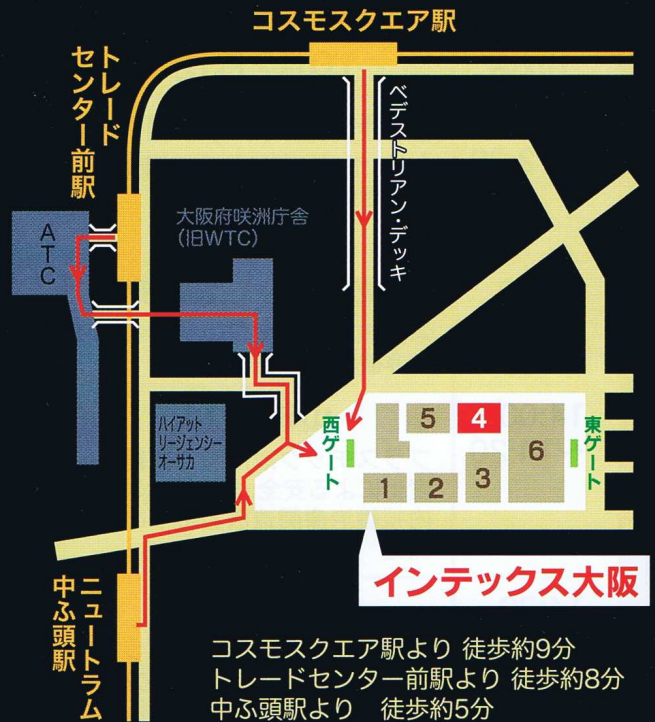 コスモスクエア駅
トレード
センター前駅
ATC
大阪府咲洲庁舎
(旧WTC)
ペデストリアン・デッキ
ハイアット
リージェンシー
オーサカ
西ゲート
5
4
6
3
1
2
東ゲート
インテックス大阪
ニュートラム
中ふ頭駅
コスモスクエア駅より 徒歩約9分
トレードセンター前駅より 徒歩約8分
中ふ頭駅より 徒歩約5分